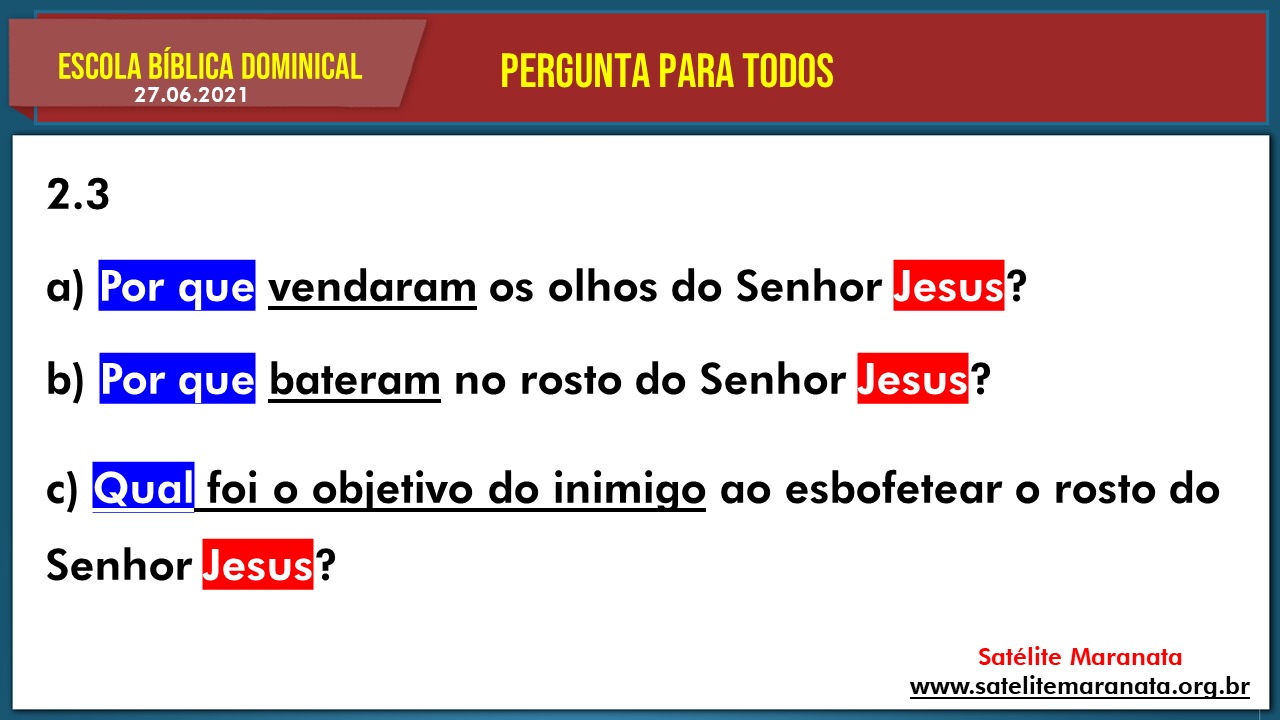 ESCOLA BÍBLICA DOMINICAL
27.06.2021
PERGUNTA PARA TODOS
2.3
a) Por que vendaram os olhos do Senhor Jesus?
b) Por que bateram no rosto do Senhor Jesus?
c) Qual foi o objetivo do inimigo ao esbofetear o rosto do
Senhor Jesus?
Satélite Maranata
www.satelitemaranata.org.br